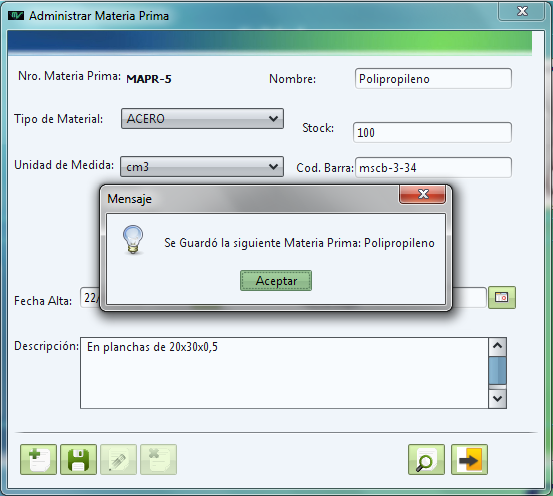 Administrar Materia Prima
Nro. Materia Prima: MAPR-5 Nombre: Polipropileno
Tipo de Material: ACERO Stock: 100
Unidad de Medida: cm3 Cod. Barra: mscb-3-34
Mensaje
Se Guardó la siguiente Materia Prima: Polipropileno
Aceptar
Fecha Alta: 22/
Descripción: En planchas de 20x30x0,5